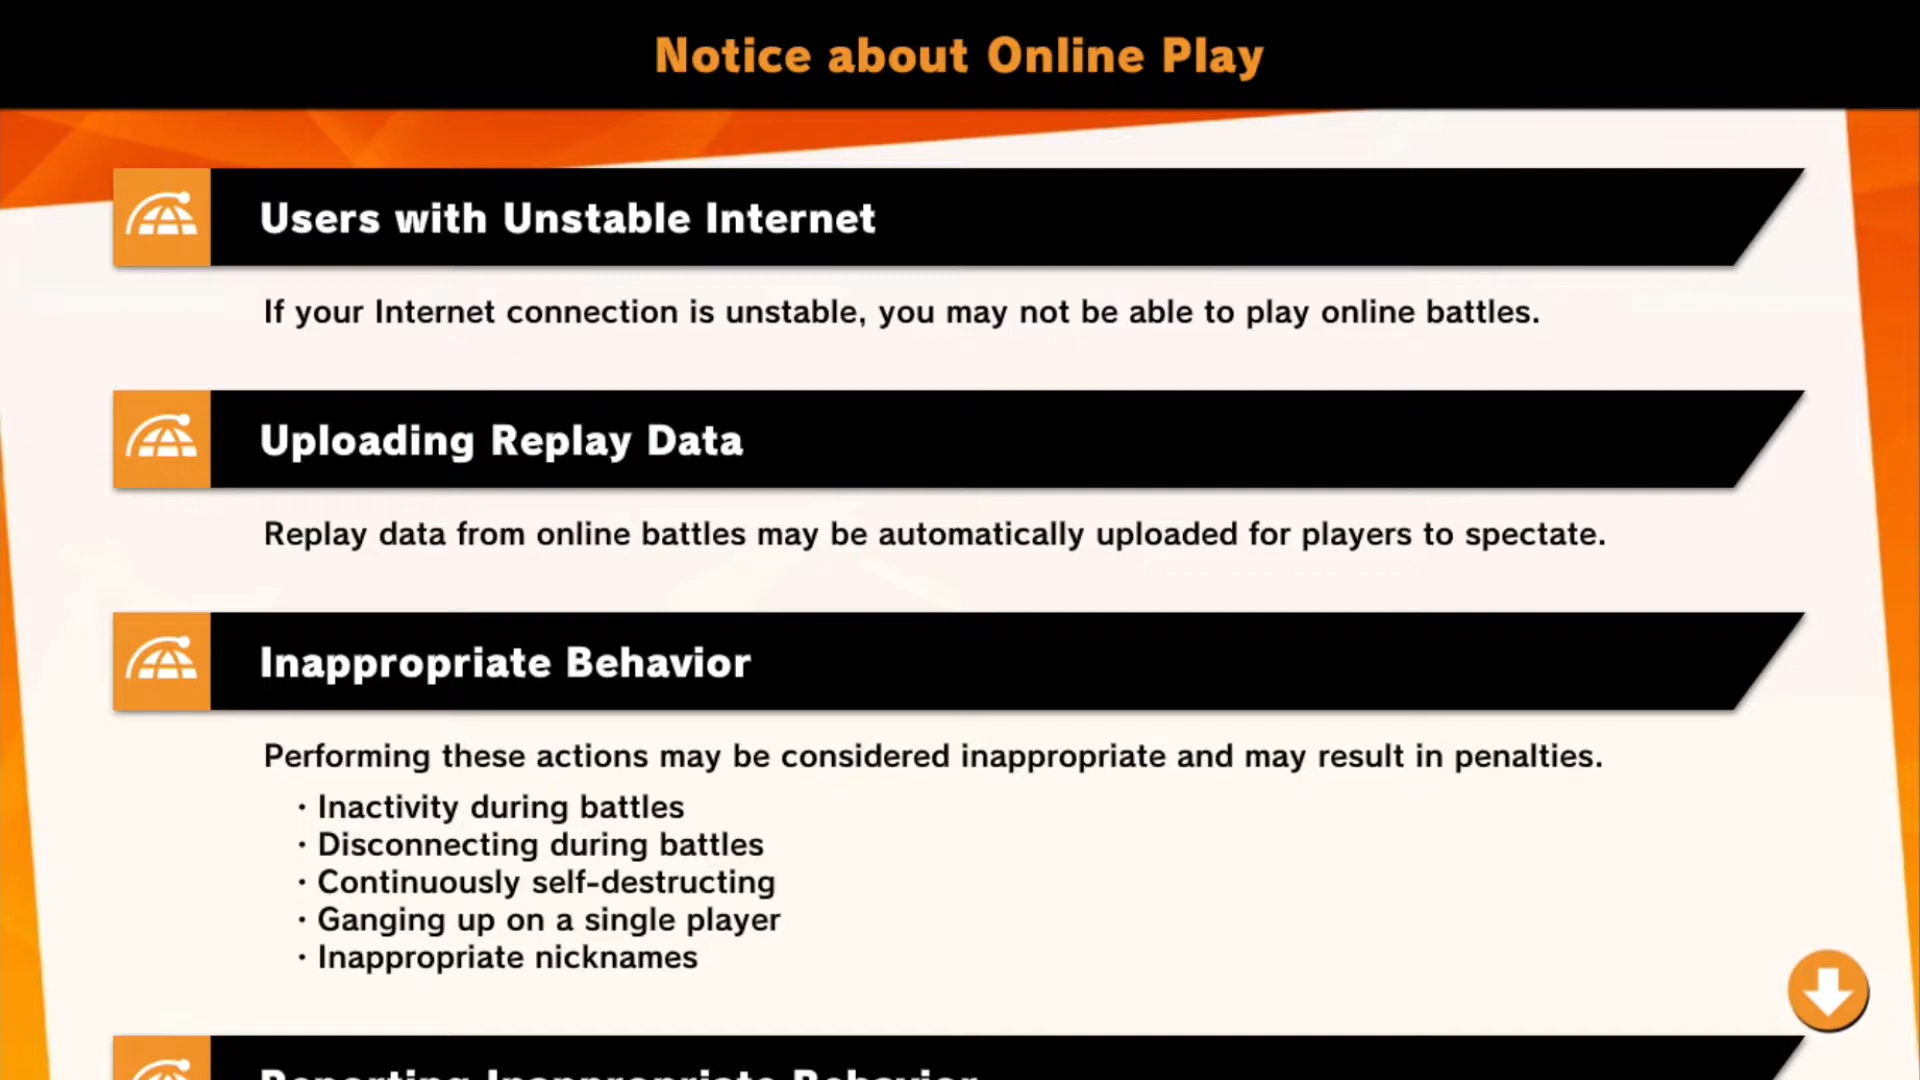 Notice about Online Play
Users with Unstable Internet
If your Internet connection is unstable, you may not be able to play online battles.
Uploading Replay Data
Replay data from online battles may be automatically uploaded for players to spectate.
Inappropriate Behavior
Performing these actions may be considered inappropriate and may result in penalties.
· Inactivity during battles
· Disconnecting during battles
· Continuously self-destructing
· Ganging up on a single player
· Inappropriate nicknames
Reporting Inappropriate Behavior